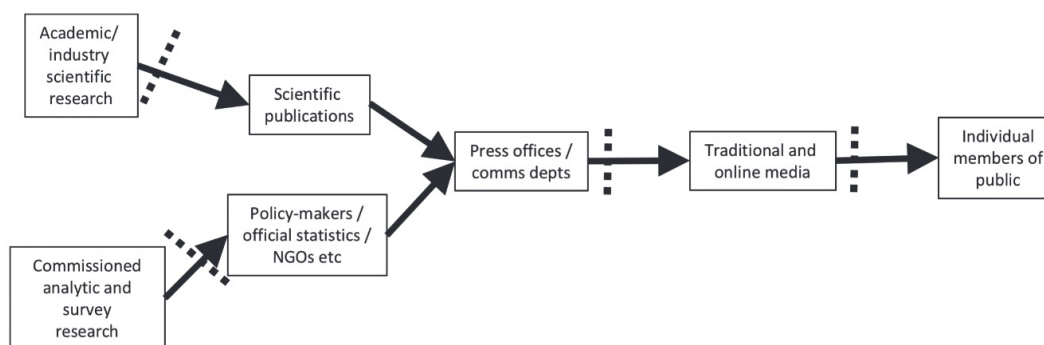 Academic/
industry
scientific
research
Scientific
publications
Press offices /
comms depts
Traditional and
online media
Individual
members of
public
Policy-makers /
official statistics /
NGOs etc
Commissioned
analytic and
survey
research